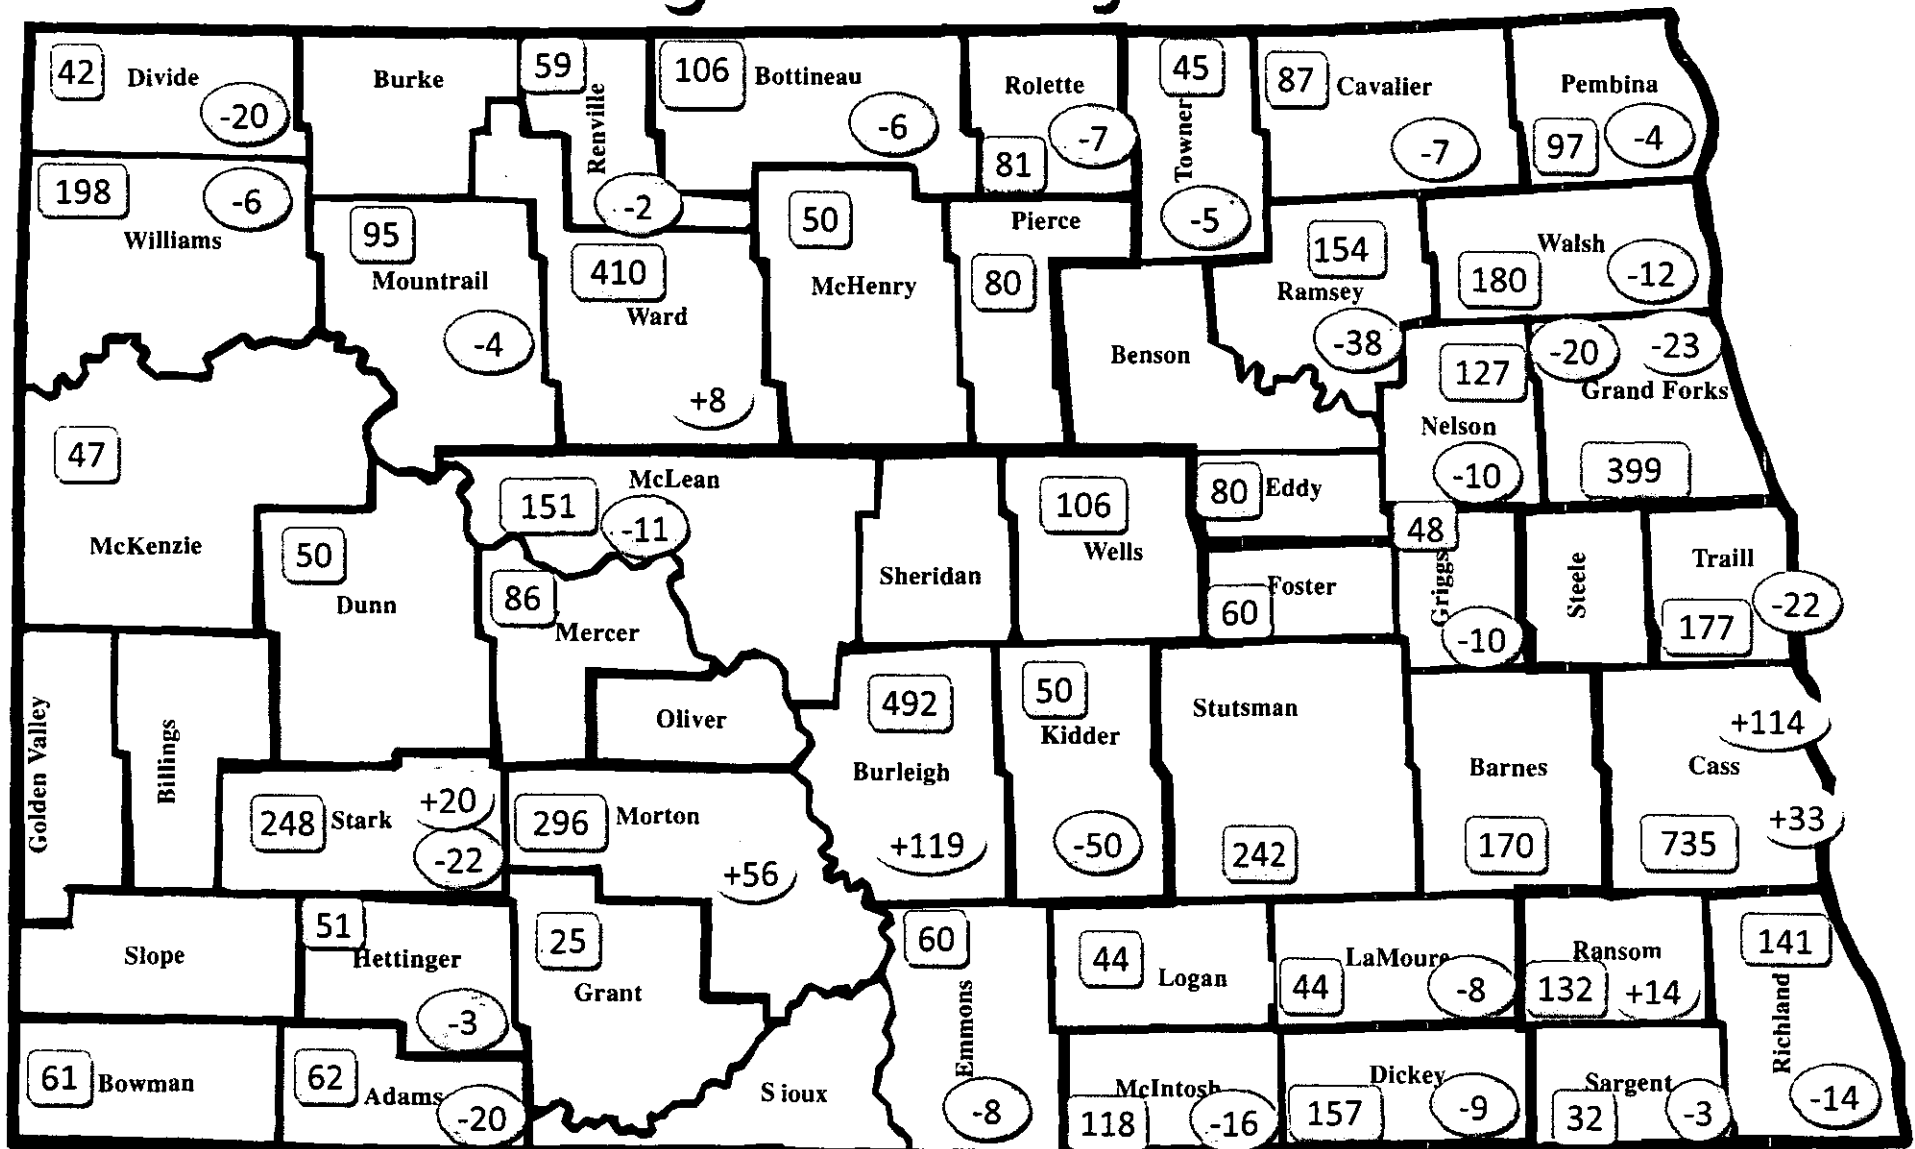 42 Divide -20
Burke
59 Renville -2
106 Bottineau -6
Rolette 81 -7
45 Towner -5
87 Cavalier -7
Pembina 97 -4
198 -6 Williams
95 Mountrail -4
410 Ward +8
50 McHenry
Pierce 80
Benson
154 Ramsey -38
Walsh 180 -12
127 Nelson -10
-20 -23 Grand Forks 399
47 McKenzie
50 Dunn
McLean 151 -11
86 Mercer
Sheridan
106 Wells
80 Eddy
Foster 60
48 Griggs -10
Steele
Traill 177 -22
Golden Valley
Billings
Oliver
492 Burleigh +119
50 Kidder -50
Stutsman 242
Barnes 170
+114 Cass 735 +33
248 Stark +20 -22
296 Morton +56
Slope
51 Hettinger -3
25 Grant
60 Emmons -8
44 Logan
LaMoure 44 -8
Ransom 132 +14
141 Richland -14
61 Bowman
62 Adams -20
Sioux
McIntosh 118 -16
Dickey 157 -9
Sargent 32 -3